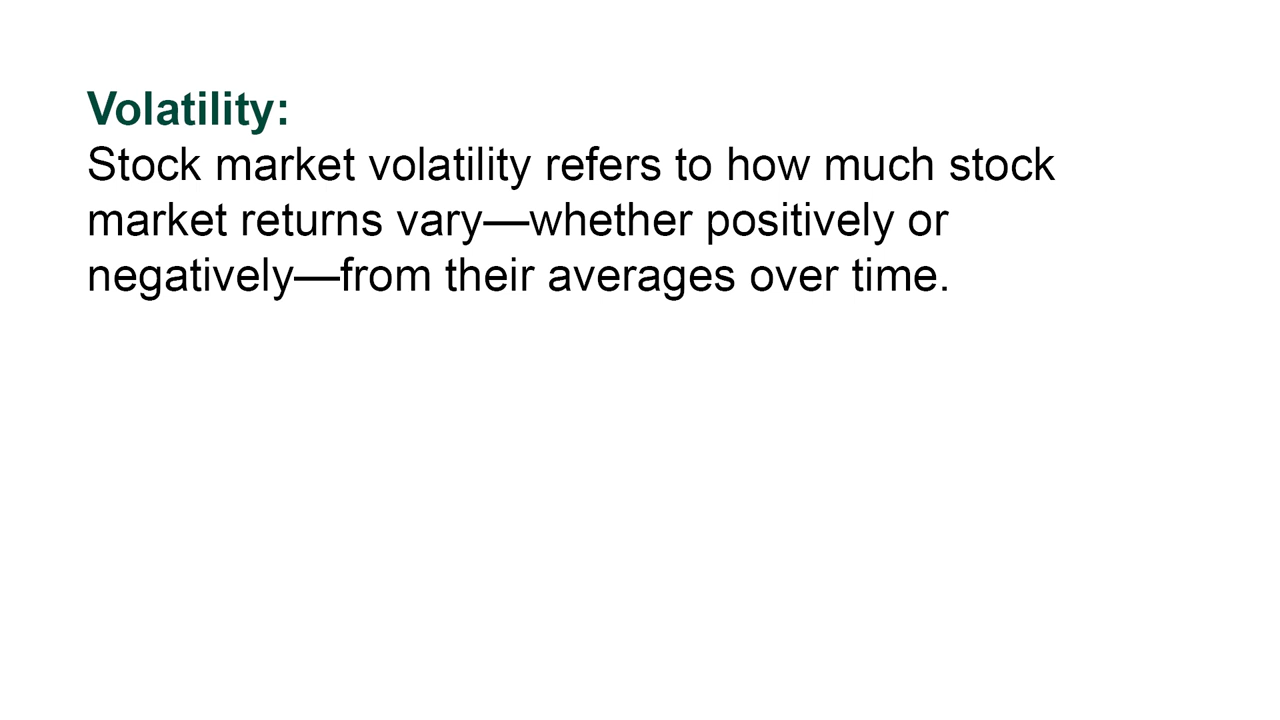 Volatility:
Stock market volatility refers to how much stock
market returns vary—whether positively or
negatively—from their averages over time.